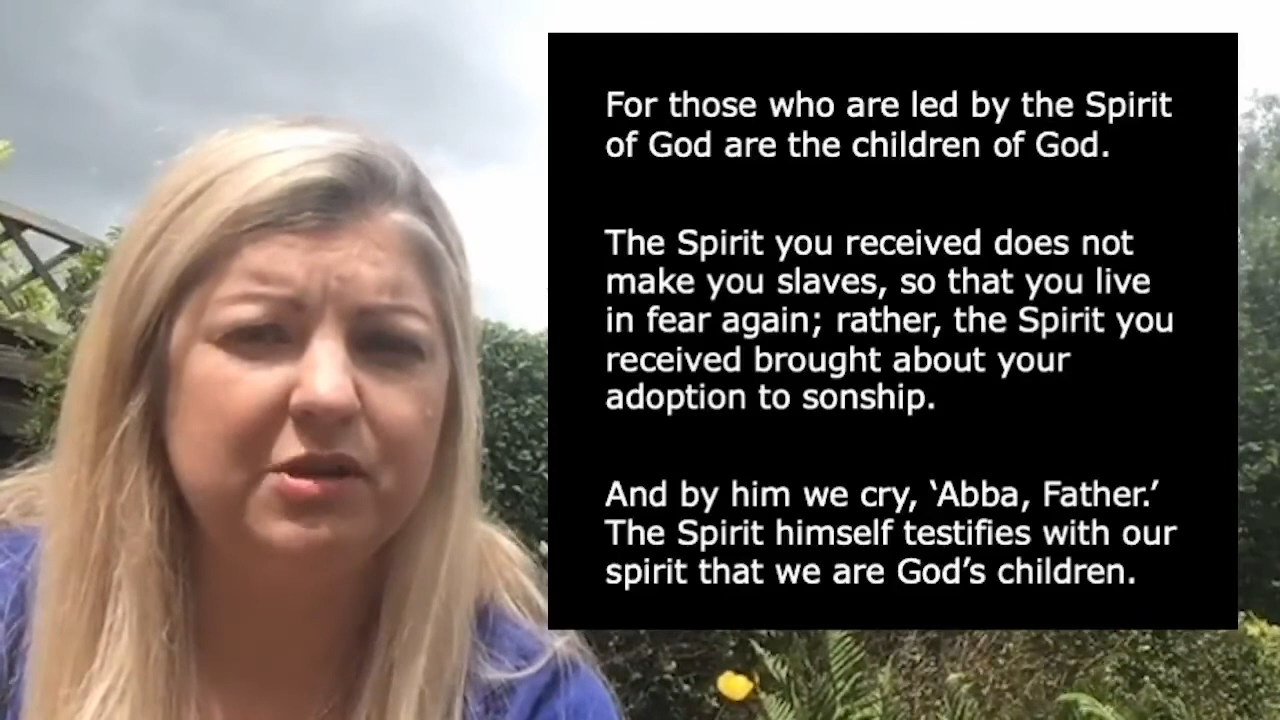 For those who are led by the Spirit
of God are the children of God.
The Spirit you received does not
make you slaves, so that you live
in fear again; rather, the Spirit you
received brought about your
adoption to sonship.
And by him we cry, ‘Abba, Father.’
The Spirit himself testifies with our
spirit that we are God’s children.